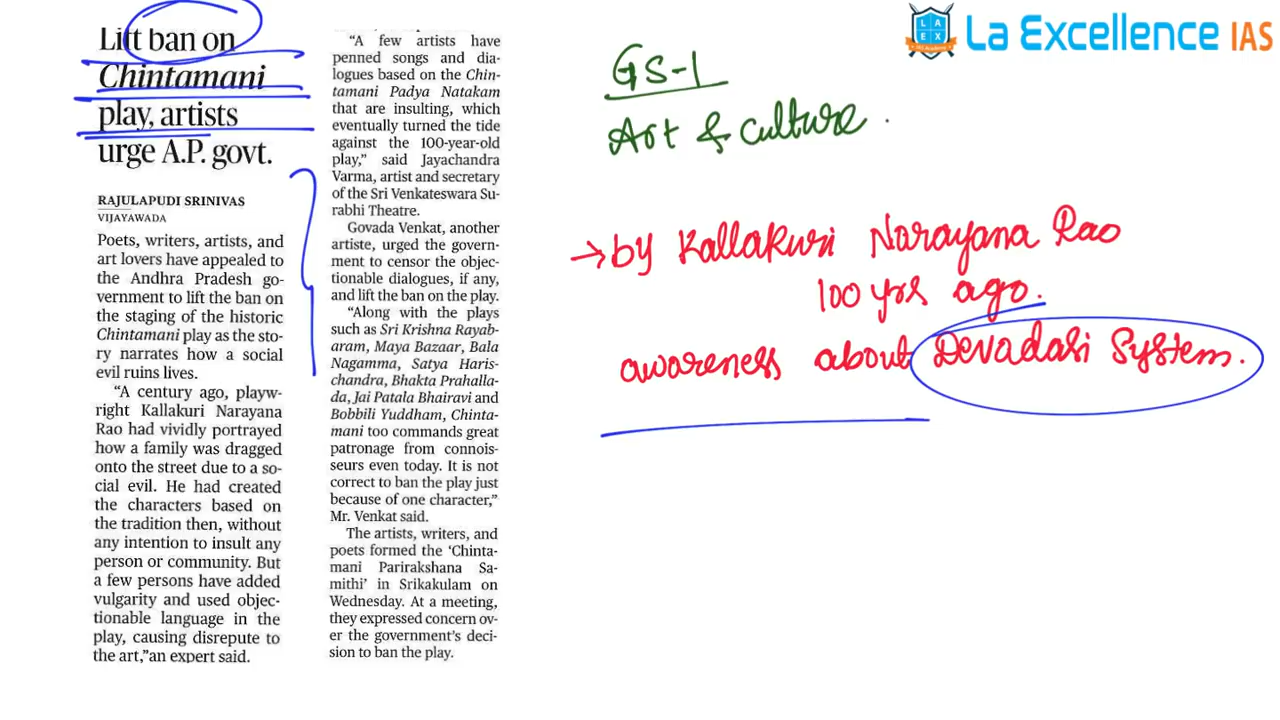 Lift ban on
Chintamani
play, artists
urge A.P. govt.
RAJULAPUDI SRINIVAS
VIJAYAWADA
Poets, writers, artists, and
art lovers have appealed to
the Andhra Pradesh go-
vernment to lift the ban on
the staging of the historic
Chintamani play as the sto-
ry narrates how a social
evil ruins lives.
"A century ago, playw-
right Kallakuri Narayana
Rao had vividly portrayed
how a family was dragged
onto the street due to a so-
cial evil. He had created
the characters based on
the tradition then, without
any intention to insult any
person or community. But
a few persons have added
vulgarity and used objec-
tionable language in the
play, causing disrepute to
the art,"an expert said.
"A few artists have
penned songs and dia-
logues based on the Chin-
tamani Padya Natakam
that are insulting, which
eventually turned the tide
against the 100-year-old
play," said Jayachandra
Varma, artist and secretary
of the Sri Venkateswara Su-
rabhi Theatre.
Govada Venkat, another
artiste, urged the govern-
ment to censor the objec-
tionable dialogues, if any,
and lift the ban on the play.
"Along with the plays
such as Sri Krishna Rayab-
aram, Maya Bazaar, Bala
Nagamma, Satya Haris-
chandra, Bhakta Prahalla-
da, Jai Patala Bhairavi and
Bobbili Yuddham, Chinta-
mani too commands great
patronage from connois-
seurs even today. It is not
correct to ban the play just
because of one character,"
Mr. Venkat said.
The artists, writers, and
poets formed the 'Chinta-
mani Parirakshana Sa-
mithi' in Srikakulam on
Wednesday. At a meeting,
they expressed concern ov-
er the government's deci-
sion to ban the play.
La Excellence IAS
GS-1
Art & culture.
→ by Kallakuri Narayana Rao
100 yrs ago.
awareness about Devadasi System.